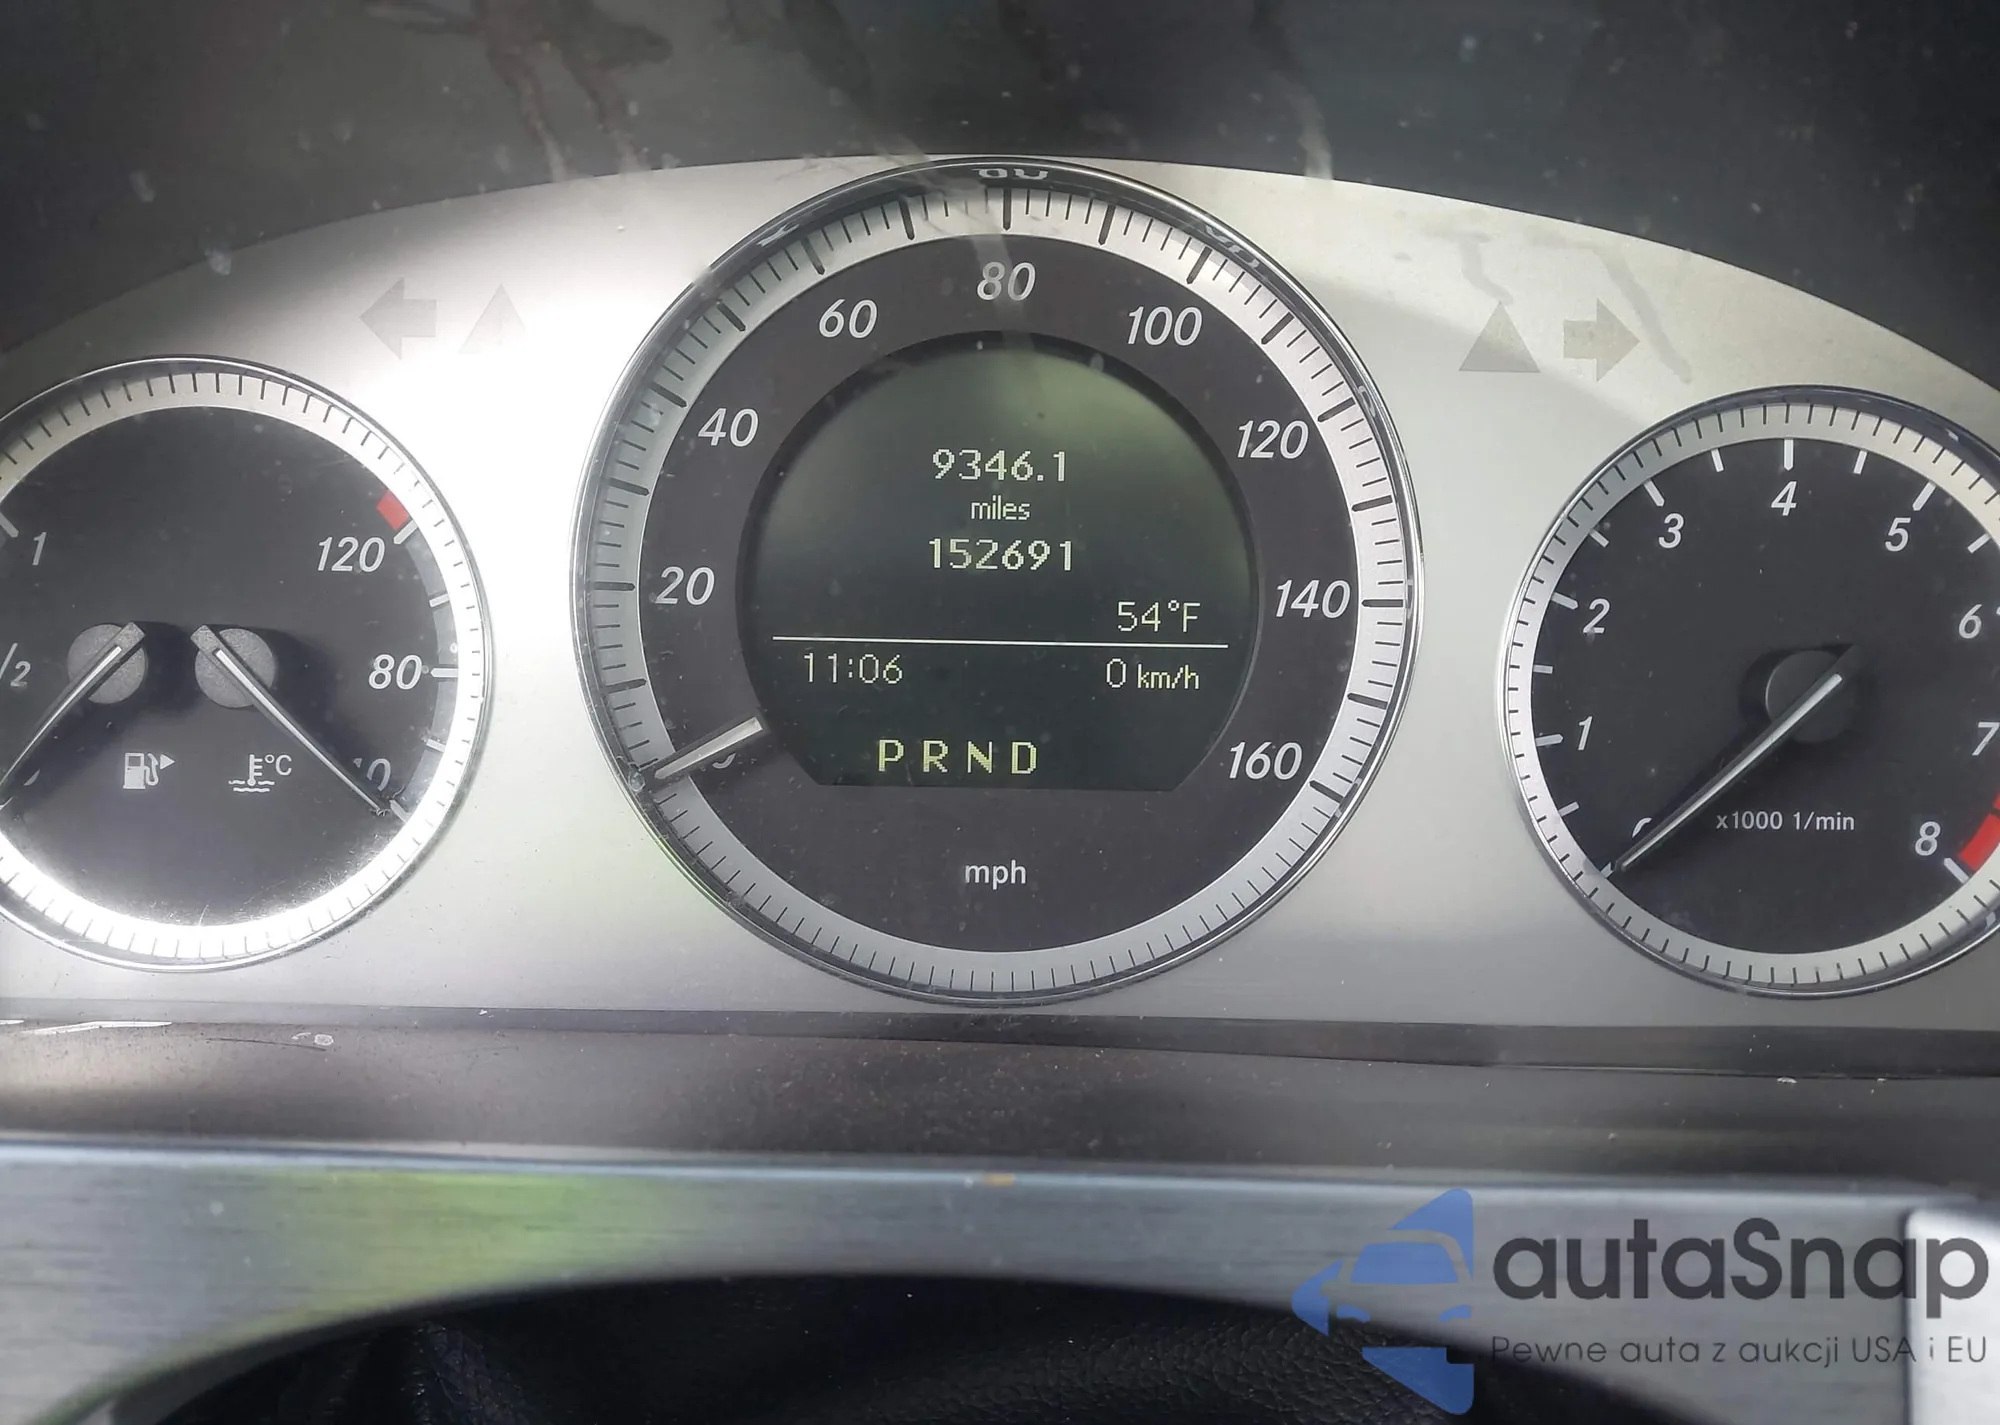 60
80
100
40
120
20
140
160
9346.1
miles
152691
54°F
11:06
0 km/h
P R N D
mph
1
120
1/2
80
°C
1
2
3
4
5
6
7
8
x1000 1/min
autaSnap
Pewne auta z aukcji USA i EU